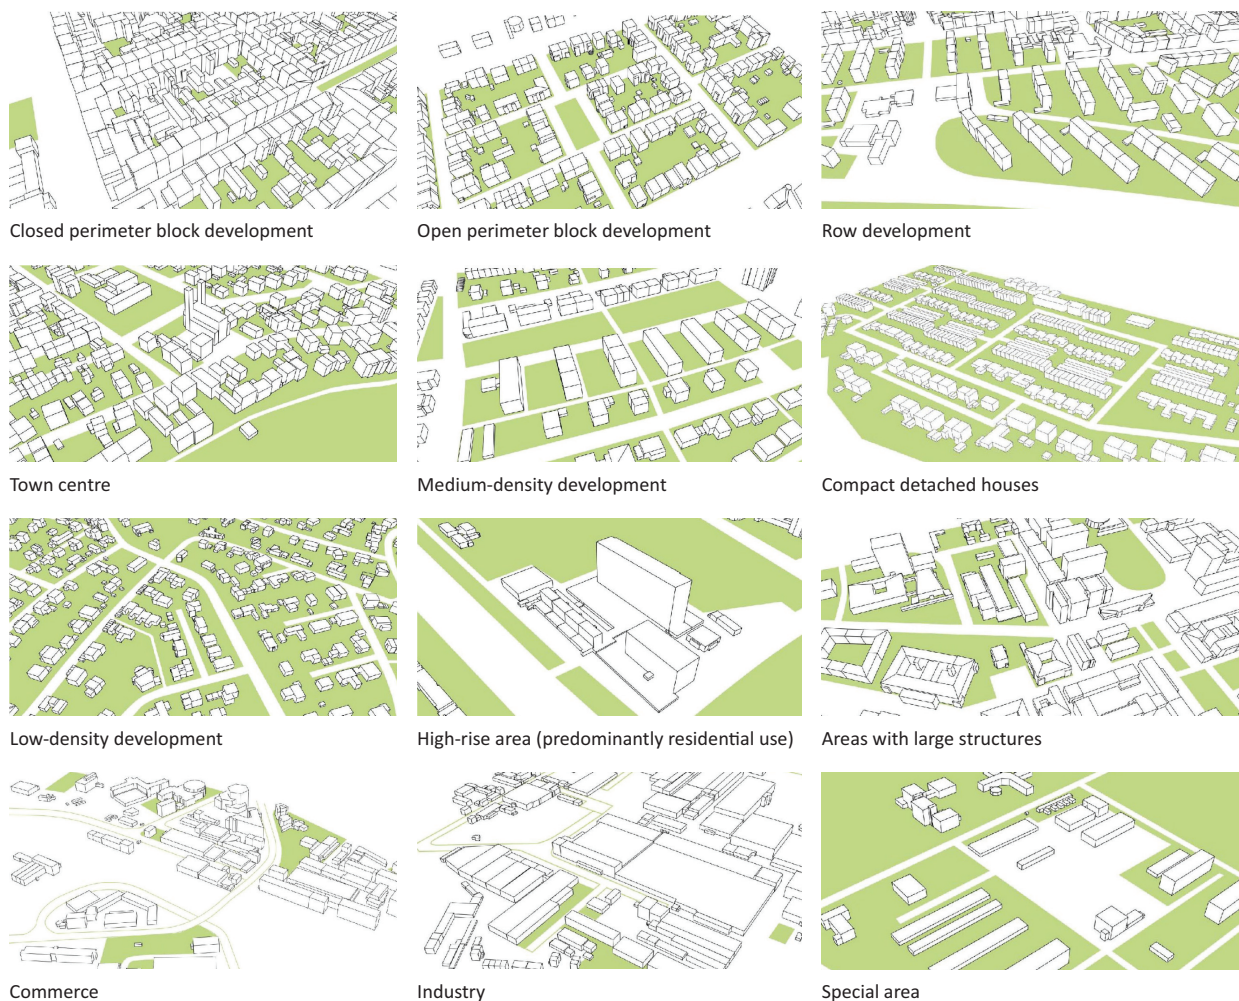 Closed perimeter block development
Open perimeter block development
Row development
Town centre
Medium-density development
Compact detached houses
Low-density development
High-rise area (predominantly residential use)
Areas with large structures
Commerce
Industry
Special area